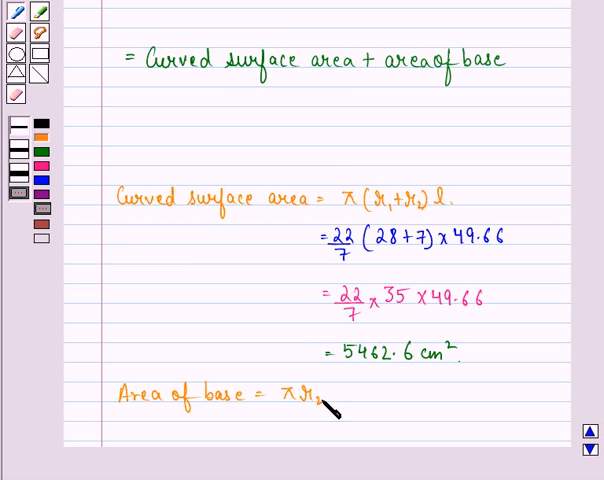 = Curved surface area + area of base
Curved surface area = π (r₁+r₂) l.
= 22/7 (28+7) × 49.66
= 22/7 × 35 × 49.66
= 5462.6 cm².
Area of base = πr₂